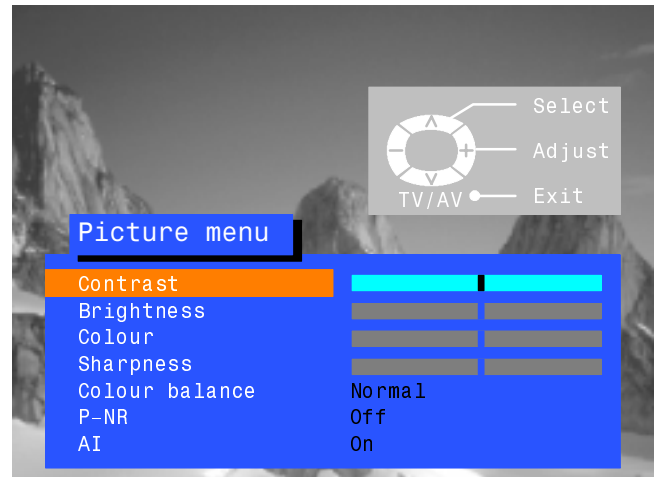 Select
Adjust
TV/AV Exit
Picture menu
Contrast
Brightness
Colour
Sharpness
Colour balance Normal
P-NR Off
AI On